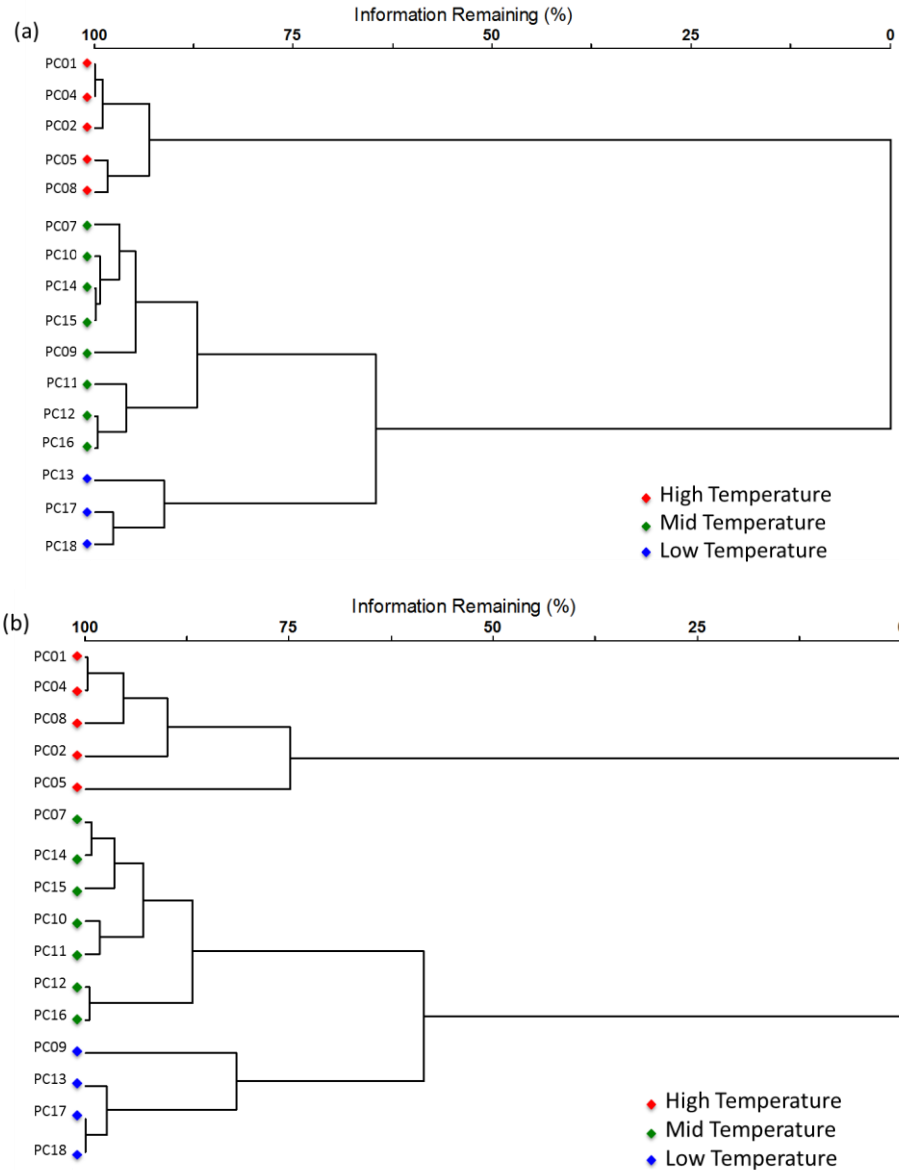 Information Remaining (%)
(a)
100 75 50 25 0
PC01
PC04
PC02
PC05
PC08
PC07
PC10
PC14
PC15
PC09
PC11
PC12
PC16
PC13
PC17
PC18
High Temperature
Mid Temperature
Low Temperature
Information Remaining (%)
(b)
100 75 50 25
PC01
PC04
PC08
PC02
PC05
PC07
PC14
PC15
PC10
PC11
PC12
PC16
PC09
PC13
PC17
PC18
High Temperature
Mid Temperature
Low Temperature